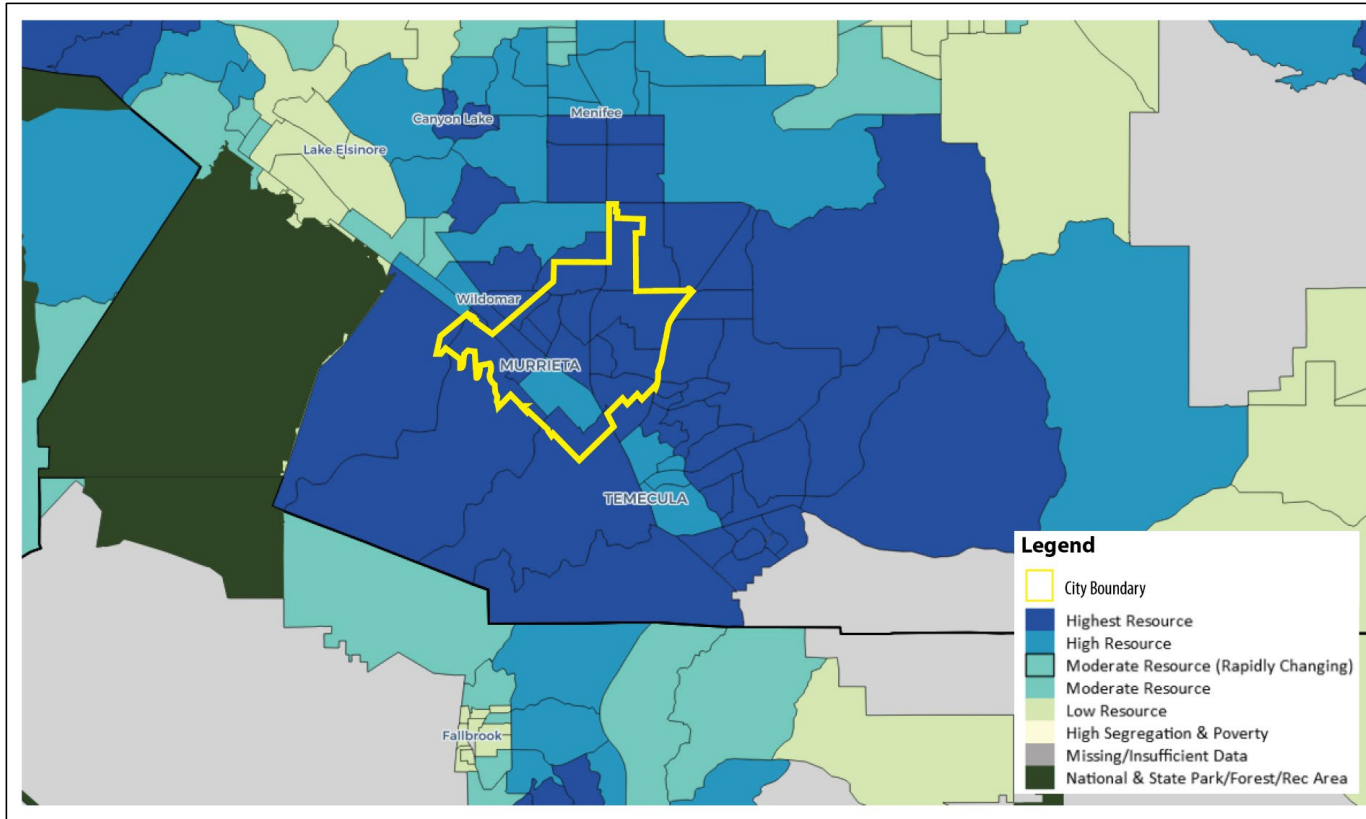 Canyon Lake
Menifee
Lake Elsinore
Wildomar
MURRIETA
TEMECULA
Fallbrook
Legend
City Boundary
Highest Resource
High Resource
Moderate Resource (Rapidly Changing)
Moderate Resource
Low Resource
High Segregation & Poverty
Missing/Insufficient Data
National & State Park/Forest/Rec Area